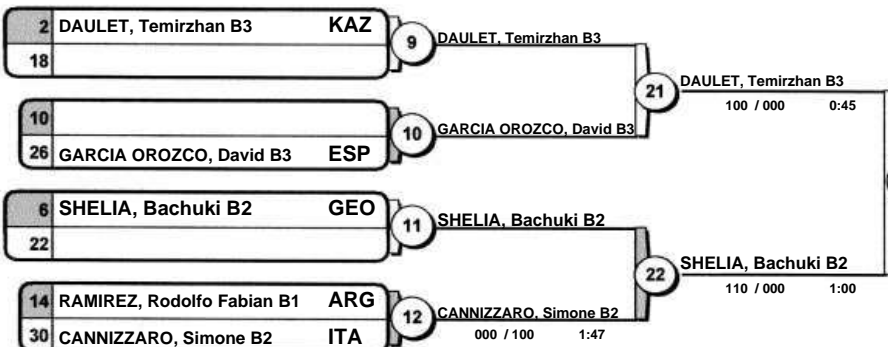 2 DAULET, Temirzhan B3 KAZ
18
9 DAULET, Temirzhan B3
10
26 GARCIA OROZCO, David B3 ESP
10 GARCIA OROZCO, David B3
21 DAULET, Temirzhan B3
100 / 000 0:45
6 SHELIA, Bachuki B2 GEO
22
11 SHELIA, Bachuki B2
14 RAMIREZ, Rodolfo Fabian B1 ARG
30 CANNIZZARO, Simone B2 ITA
12 CANNIZZARO, Simone B2
000 / 100 1:47
22 SHELIA, Bachuki B2
110 / 000 1:00